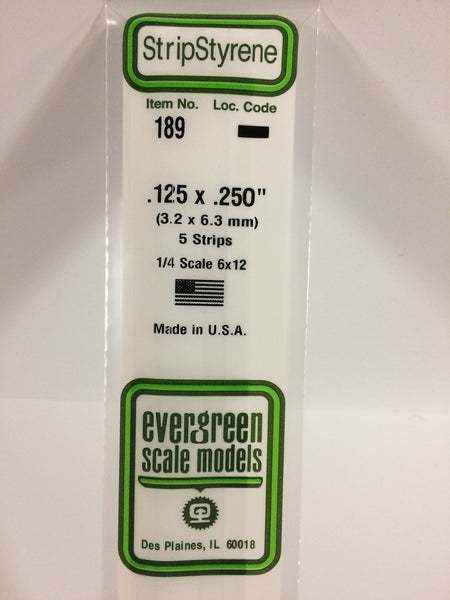 StripStyrene
Item No. Loc. Code
189
.125 x .250"
(3.2 x 6.3 mm)
5 Strips
1/4 Scale 6x12
Made in U.S.A.
evergreen
scale models
Des Plaines, IL 60018